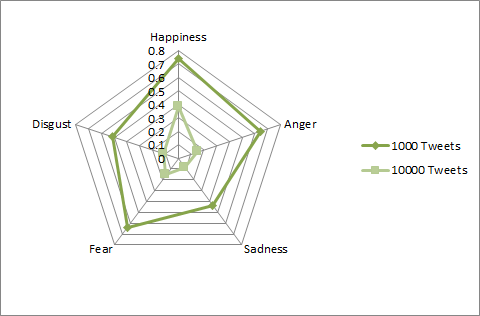 Happiness
0.8
0.7
0.6
0.5
0.4
0.3
0.2
0.1
0
Disgust
Anger
Fear
Sadness
1000 Tweets
10000 Tweets